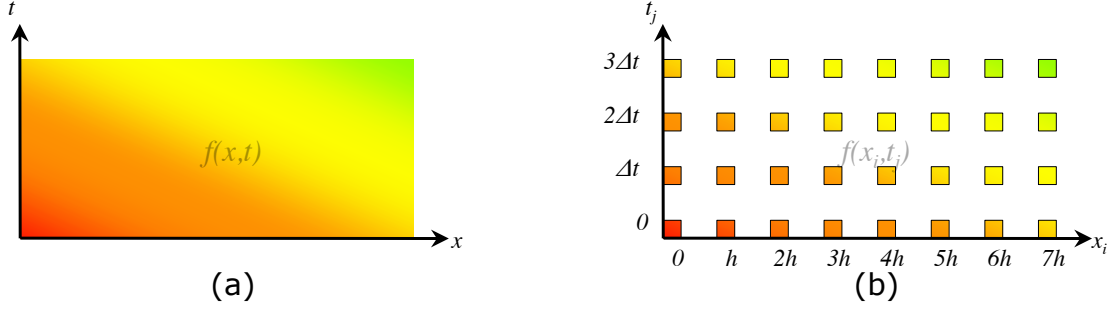 t
f(x,t)
x
(a)
t_j
3Δt
2Δt
f(x_i,t_j)
Δt
0
x_i
0 h 2h 3h 4h 5h 6h 7h
(b)